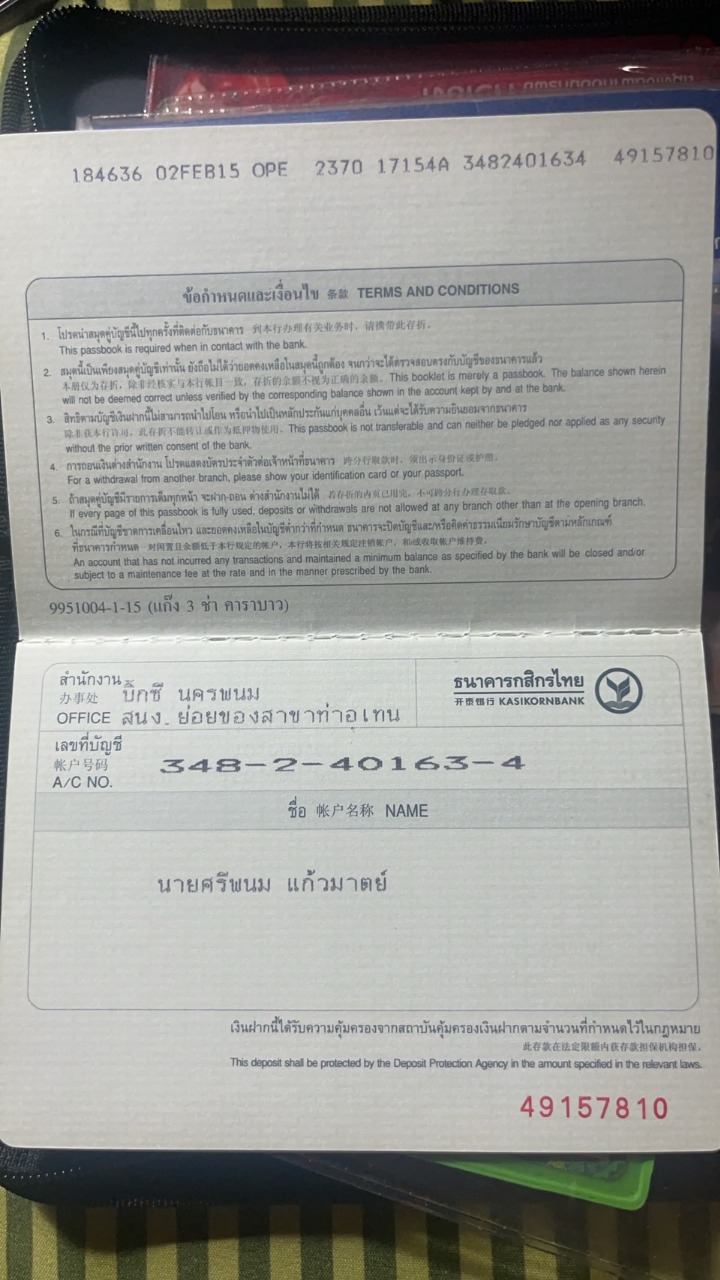 184636 02FEB15 OPE 2370 17154A 3482401634 49157810
ข้อกำหนดและเงื่อนไข 条款 TERMS AND CONDITIONS
1. โปรดนำสมุดคู่บัญชีนี้ไปทุกครั้งที่ติดต่อกับธนาคาร 到本行办理有关业务时，请携带此存折。
This passbook is required when in contact with the bank.
2. สมุดนี้เป็นเพียงสมุดคู่บัญชีเท่านั้น ยังถือไม่ได้ว่ายอดคงเหลือในสมุดนี้ถูกต้อง จนกว่าจะได้ตรวจสอบตรงกับบัญชีของธนาคารแล้ว
本册仅为存折，除非经核实与本行帐目一致，存折的余额不视为正确的余额。This booklet is merely a passbook. The balance shown herein
will not be deemed correct unless verified by the corresponding balance shown in the account kept by and at the bank.
3. สิทธิตามบัญชีเงินฝากนี้ไม่สามารถนำไปโอน หรือนำไปเป็นหลักประกันแก่บุคคลอื่น เว้นแต่จะได้รับความยินยอมจากธนาคาร
除非获本行许可，此存折不能转让或作为抵押物使用。This passbook is not transferable and can neither be pledged nor applied as any security
without the prior written consent of the bank.
4. การถอนเงินต่างสำนักงาน โปรดแสดงบัตรประจำตัวต่อเจ้าหน้าที่ธนาคาร 跨分行取款时，须出示身份证或护照。
For a withdrawal from another branch, please show your identification card or your passport.
5. ถ้าสมุดคู่บัญชีมีรายการเต็มทุกหน้า จะฝาก-ถอน ต่างสำนักงานไม่ได้ 若存折的内页已用完，不可跨分行办理存取款。
If every page of this passbook is fully used, deposits or withdrawals are not allowed at any branch other than at the opening branch.
6. ในกรณีที่บัญชีขาดการเคลื่อนไหว และยอดคงเหลือในบัญชีต่ำกว่าที่กำหนด ธนาคารจะปิดบัญชีและ/หรือคิดค่าธรรมเนียมรักษาบัญชีตามหลักเกณฑ์
ที่ธนาคารกำหนด 对闲置且余额低于本行规定的帐户，本行将按相关规定注销帐户，和/或收取帐户维持费。
An account that has not incurred any transactions and maintained a minimum balance as specified by the bank will be closed and/or
subject to a maintenance fee at the rate and in the manner prescribed by the bank.
9951004-1-15 (แก๊ง 3 ช่า คาราบาว)
สำนักงาน บิ๊กซี นครพนม
办事处
OFFICE สนง.ย่อยของสาขาท่าอุเทน
ธนาคารกสิกรไทย
开泰银行 KASIKORNBANK
เลขที่บัญชี
帐户号码
A/C NO. 348-2-40163-4
ชื่อ 帐户名称 NAME
นายศรีพนม แก้วมาตย์
เงินฝากนี้ได้รับความคุ้มครองจากสถาบันคุ้มครองเงินฝากตามจำนวนที่กำหนดไว้ในกฎหมาย
此存款在法定限额内获存款担保机构担保。
This deposit shall be protected by the Deposit Protection Agency in the amount specified in the relevant laws.
49157810